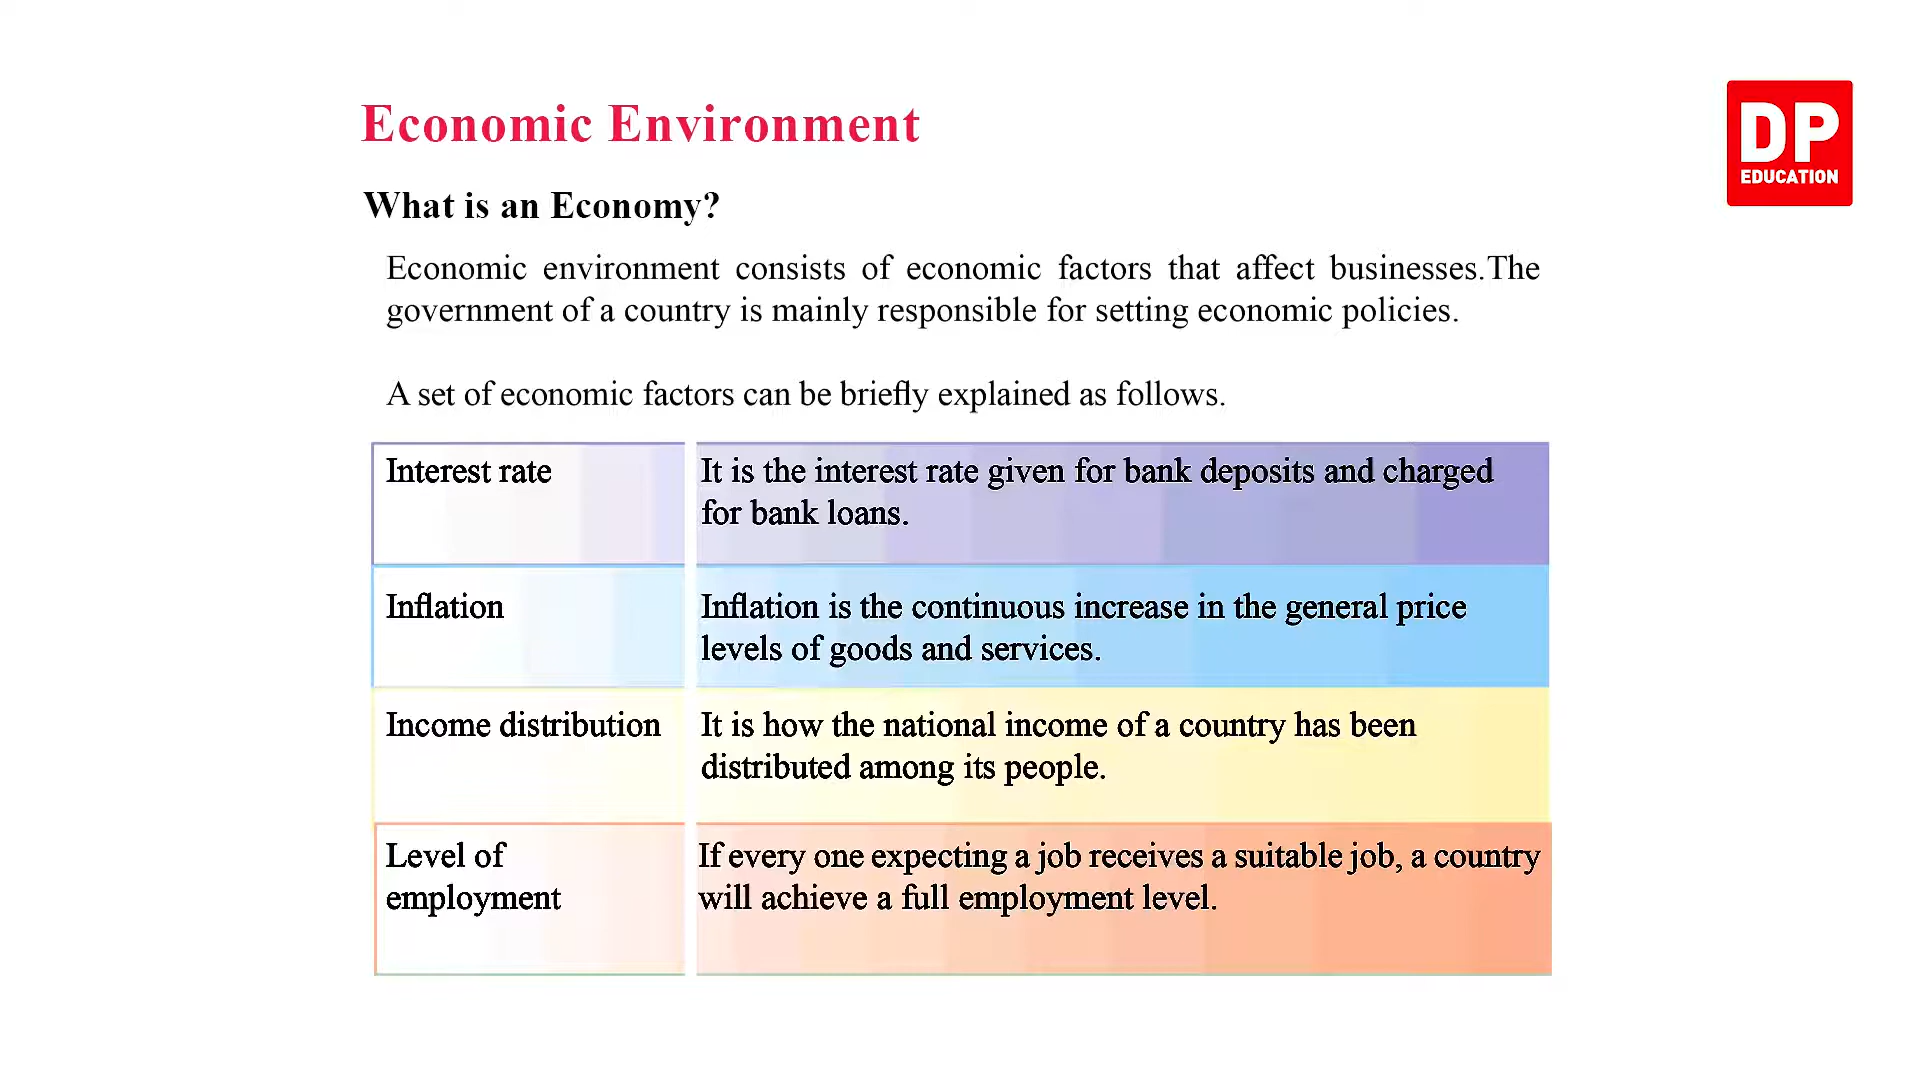 Economic Environment
DP
EDUCATION
What is an Economy?
Economic environment consists of economic factors that affect businesses.The
government of a country is mainly responsible for setting economic policies.
A set of economic factors can be briefly explained as follows.
Interest rate
It is the interest rate given for bank deposits and charged
for bank loans.
Inflation
Inflation is the continuous increase in the general price
levels of goods and services.
Income distribution
It is how the national income of a country has been
distributed among its people.
Level of
employment
If every one expecting a job receives a suitable job, a country
will achieve a full employment level.